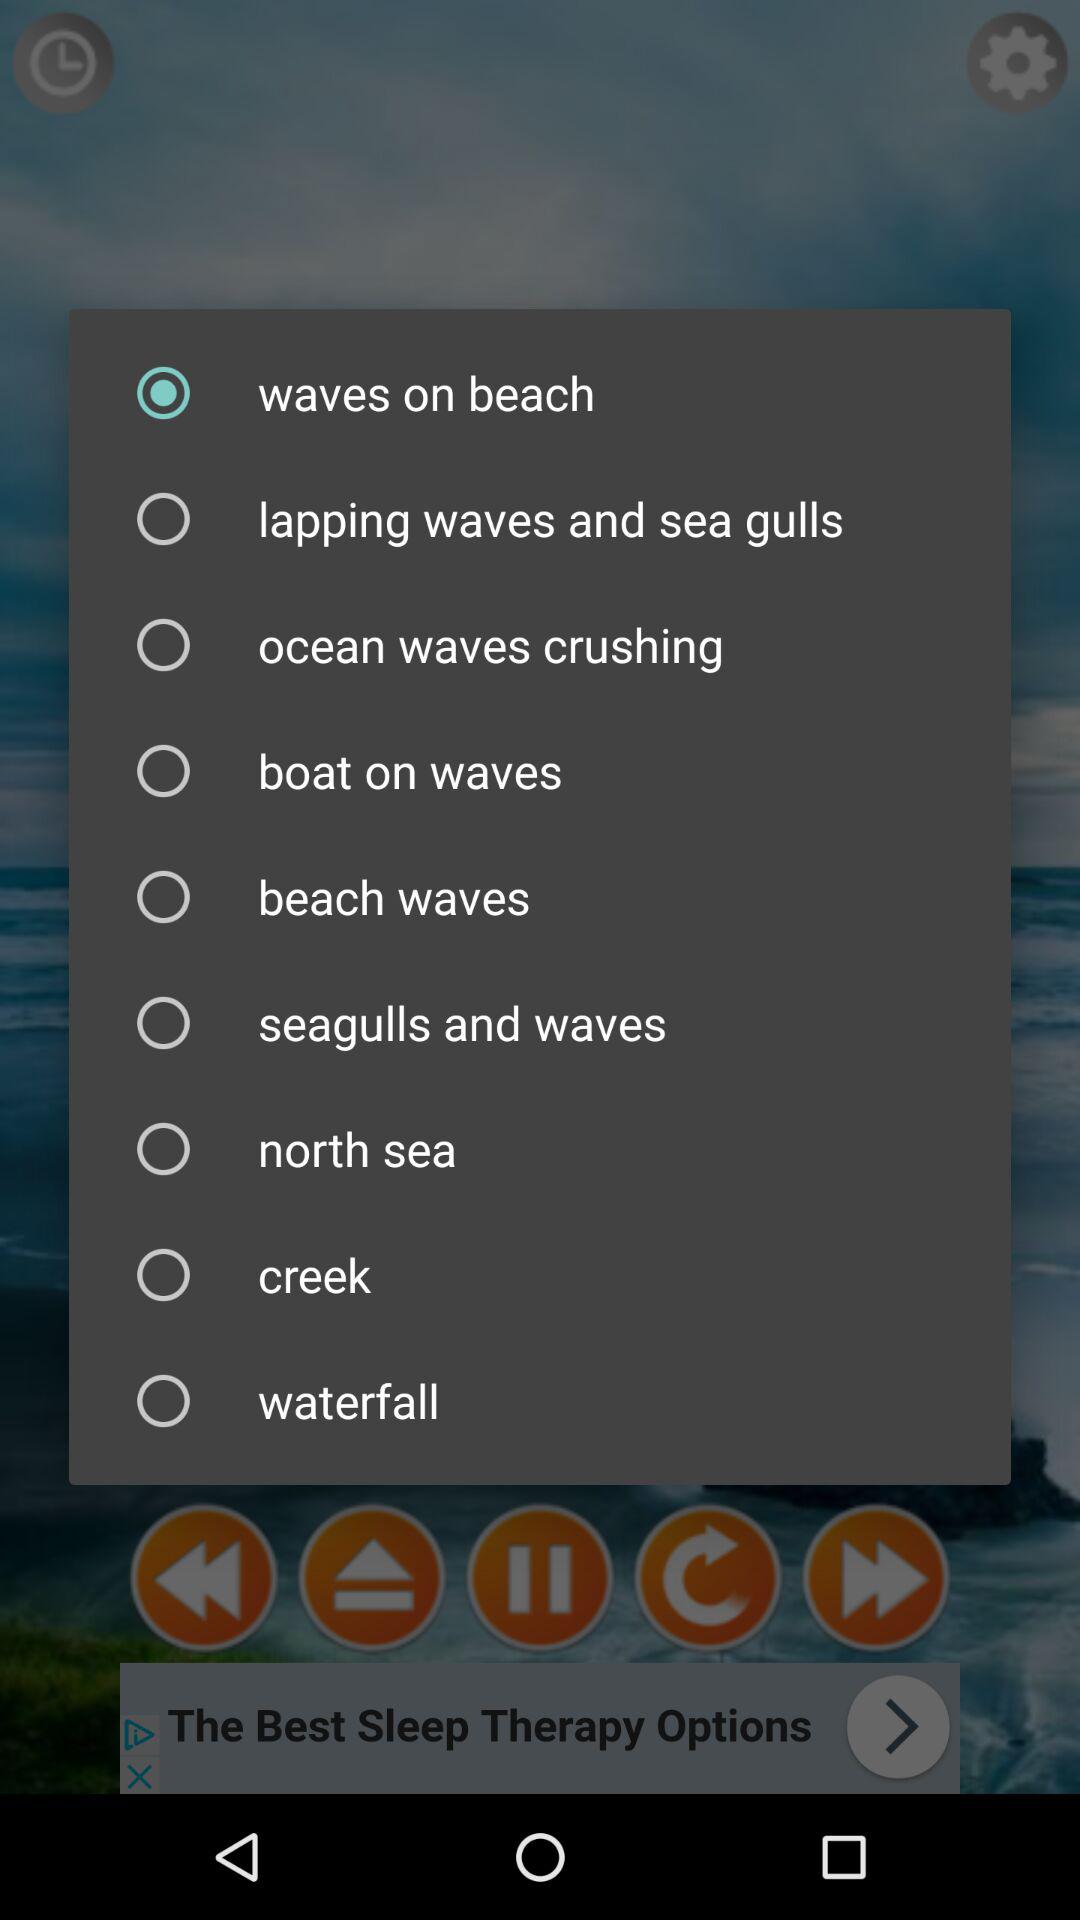 waves on beach
lapping waves and sea gulls
ocean waves crushing
boat on waves
beach waves
seagulls and waves
north sea
creek
waterfall
The Best Sleep Therapy Options